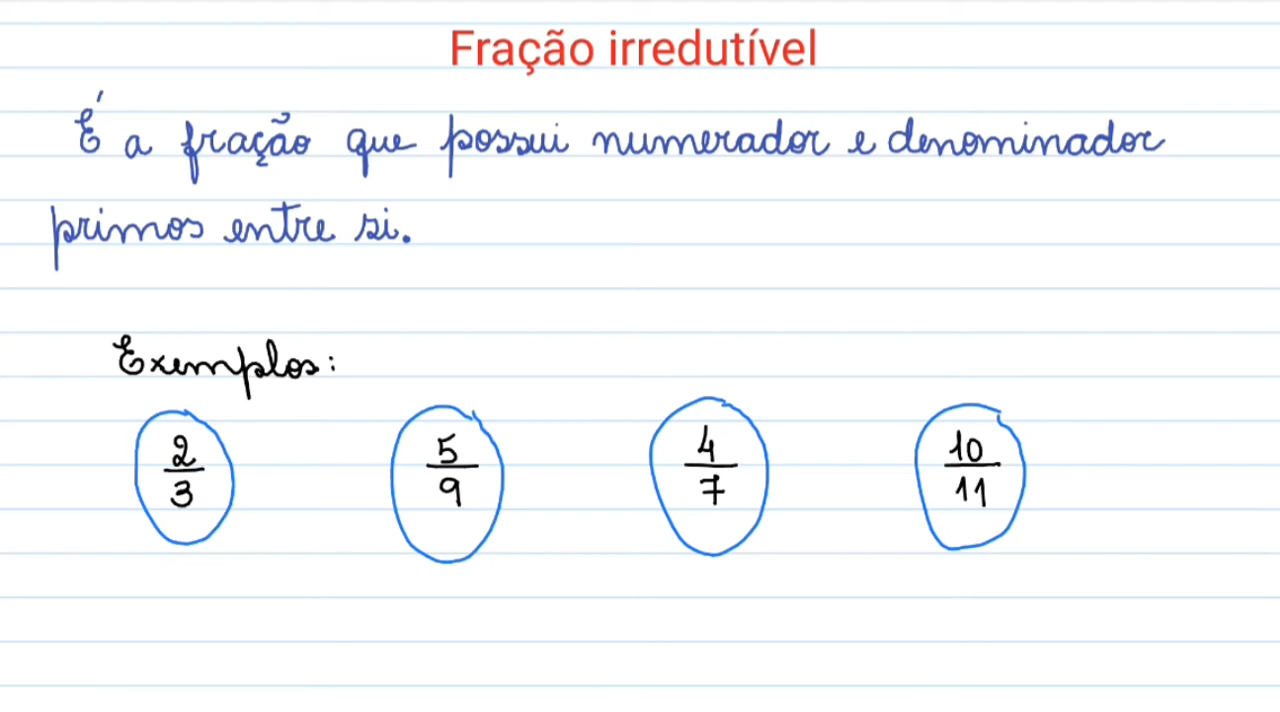 Fração irredutível
É a fração que possui numerador e denominador
primos entre si.
Exemplos:
2/3 5/9 4/7 10/11